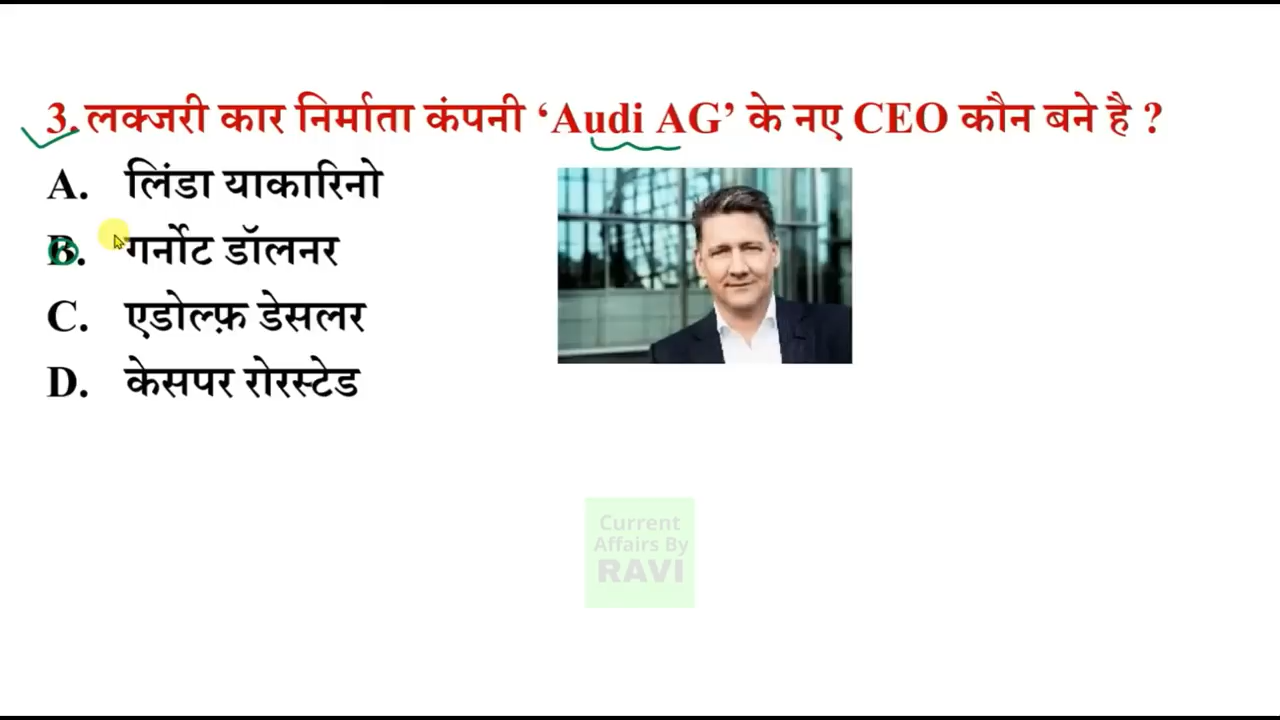 3. लक्जरी कार निर्माता कंपनी ‘Audi AG’ के नए CEO कौन बने है ?
A. लिंडा याकारिनो
B. गर्नोट डॉलनर
C. एडोल्फ़ डेसलर
D. केसपर रोरस्टेड
Current
Affairs By
RAVI